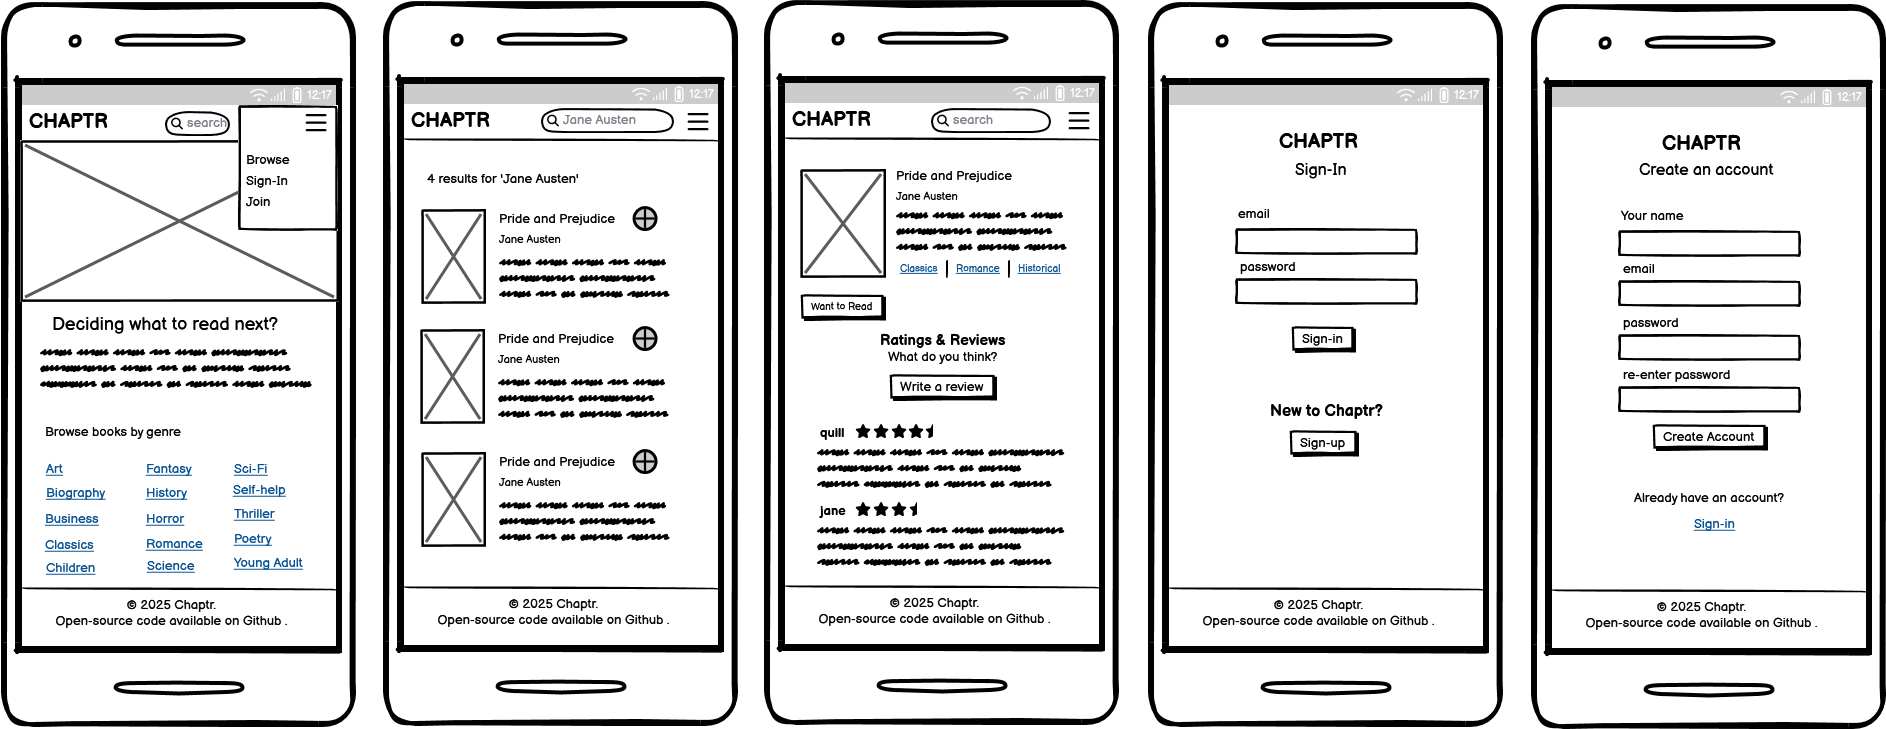 12:17
CHAPTR
search
Browse
Sign-In
Join
Deciding what to read next?
Browse books by genre
Art Fantasy Sci-Fi
Biography History Self-help
Business Horror Thriller
Classics Romance Poetry
Children Science Young Adult
© 2025 Chaptr.
Open-source code available on Github .
12:17
CHAPTR
Jane Austen
4 results for 'Jane Austen'
Pride and Prejudice
Jane Austen
Pride and Prejudice
Jane Austen
Pride and Prejudice
Jane Austen
© 2025 Chaptr.
Open-source code available on Github .
12:17
CHAPTR
search
Pride and Prejudice
Jane Austen
Classics Romance Historical
Want to Read
Ratings & Reviews
What do you think?
Write a review
quill
jane
© 2025 Chaptr.
Open-source code available on Github .
12:17
CHAPTR
Sign-In
email
password
Sign-in
New to Chaptr?
Sign-up
© 2025 Chaptr.
Open-source code available on Github .
12:17
CHAPTR
Create an account
Your name
email
password
re-enter password
Create Account
Already have an account?
Sign-in
© 2025 Chaptr.
Open-source code available on Github .